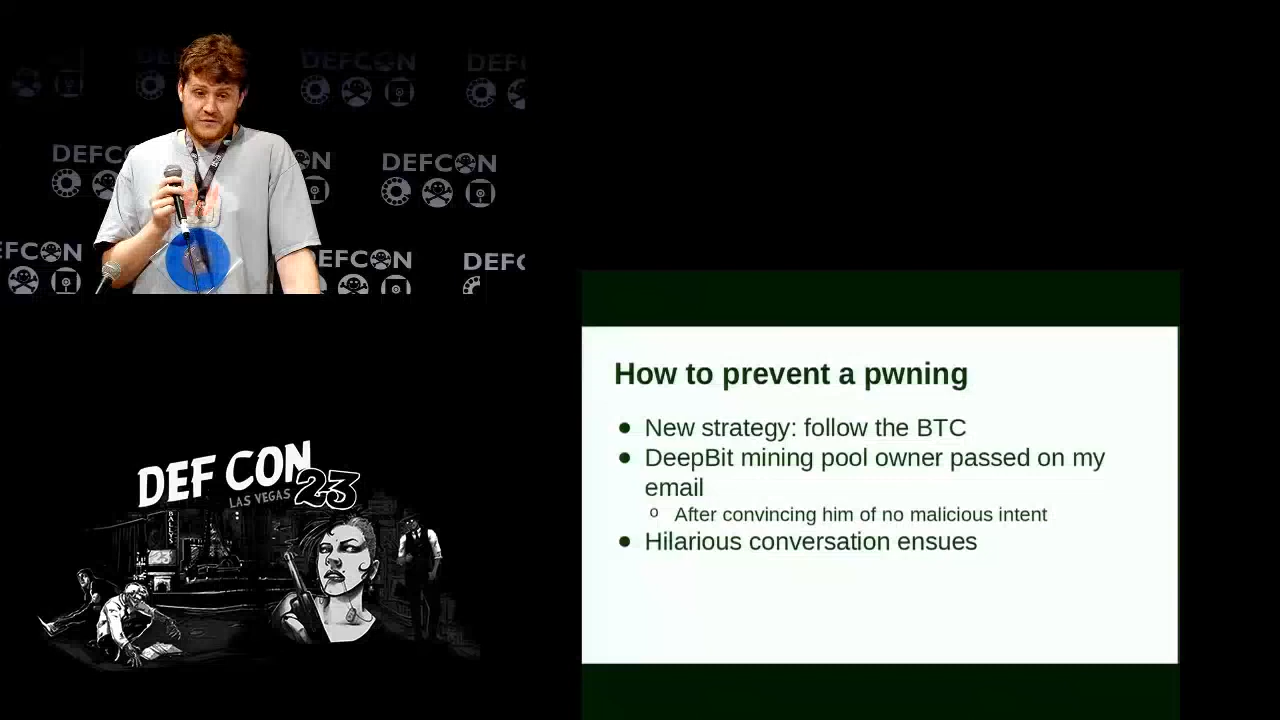 DEFCON
DEFCON
DEFCON
DEFCON
DEF CON
23
LAS VEGAS
BALLY'S
How to prevent a pwning
● New strategy: follow the BTC
● DeepBit mining pool owner passed on my
email
o After convincing him of no malicious intent
● Hilarious conversation ensues